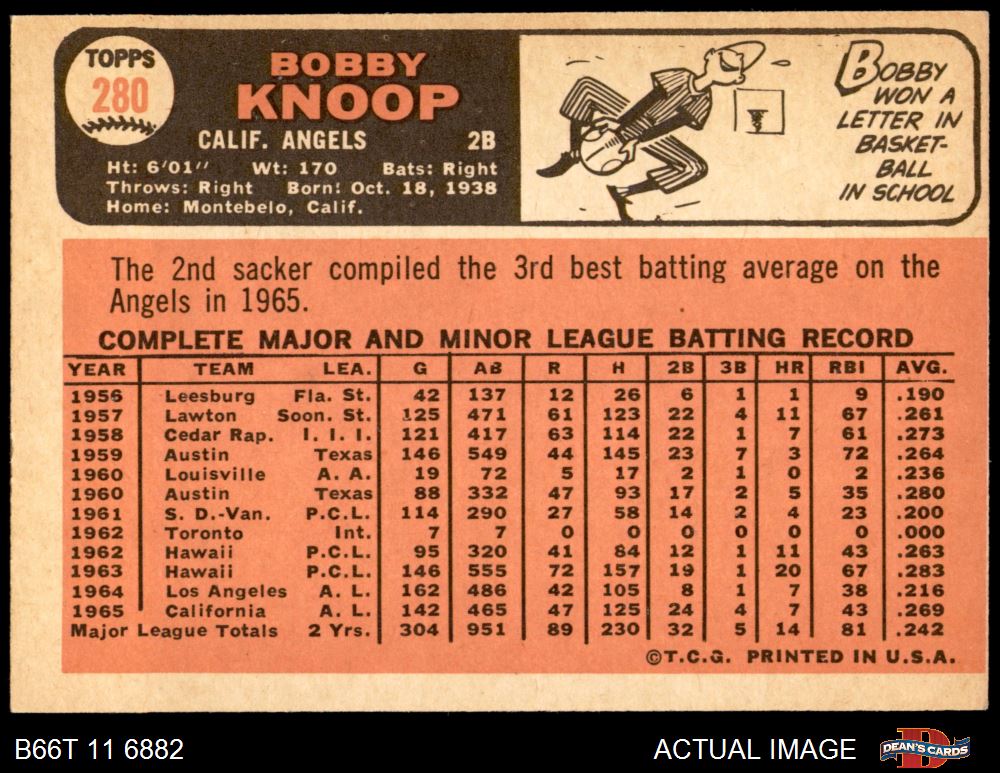 TOPPS
280
BOBBY
KNOOP
CALIF. ANGELS 2B
Ht: 6'01'' Wt: 170 Bats: Right
Throws: Right Born: Oct. 18, 1938
Home: Montebelo, Calif.
BOBBY
WON A
LETTER IN
BASKET-
BALL
IN SCHOOL
The 2nd sacker compiled the 3rd best batting average on the
Angels in 1965.
COMPLETE MAJOR AND MINOR LEAGUE BATTING RECORD
YEAR TEAM LEA. G AB R H 2B 3B HR RBI AVG.
1956 Leesburg Fla. St. 42 137 12 26 6 1 1 9 .190
1957 Lawton Soon. St. 125 471 61 123 22 4 11 67 .261
1958 Cedar Rap. I. I. I. 121 417 63 114 22 1 7 61 .273
1959 Austin Texas 146 549 44 145 23 7 3 72 .264
1960 Louisville A. A. 19 72 5 17 2 1 0 2 .236
1960 Austin Texas 88 332 47 93 17 2 5 35 .280
1961 S. D.-Van. P.C.L. 114 290 27 58 14 2 4 23 .200
1962 Toronto Int. 7 7 0 0 0 0 0 0 .000
1962 Hawaii P.C.L. 95 320 41 84 12 1 11 43 .263
1963 Hawaii P.C.L. 146 555 72 157 19 1 20 67 .283
1964 Los Angeles A. L. 162 486 42 105 8 1 7 38 .216
1965 California A. L. 142 465 47 125 24 4 7 43 .269
Major League Totals 2 Yrs. 304 951 89 230 32 5 14 81 .242
©T.C.G. PRINTED IN U.S.A.
B66T 11 6882 ACTUAL IMAGE DEAN'S CARDS